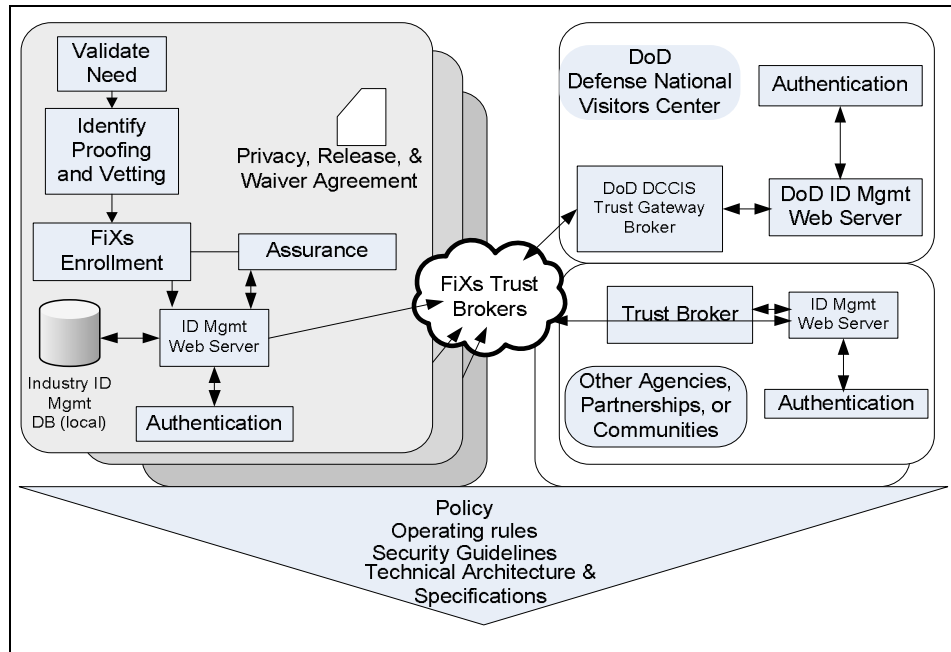 Validate
Need
Identify
Proofing
and Vetting
FiXs
Enrollment
Privacy, Release, &
Waiver Agreement
Assurance
ID Mgmt
Web Server
Industry ID
Mgmt
DB (local)
Authentication
FiXs Trust
Brokers
DoD
Defense National
Visitors Center
Authentication
DoD DCCIS
Trust Gateway
Broker
DoD ID Mgmt
Web Server
Trust Broker
ID Mgmt
Web Server
Other Agencies,
Partnerships, or
Communities
Authentication
Policy
Operating rules
Security Guidelines
Technical Architecture &
Specifications